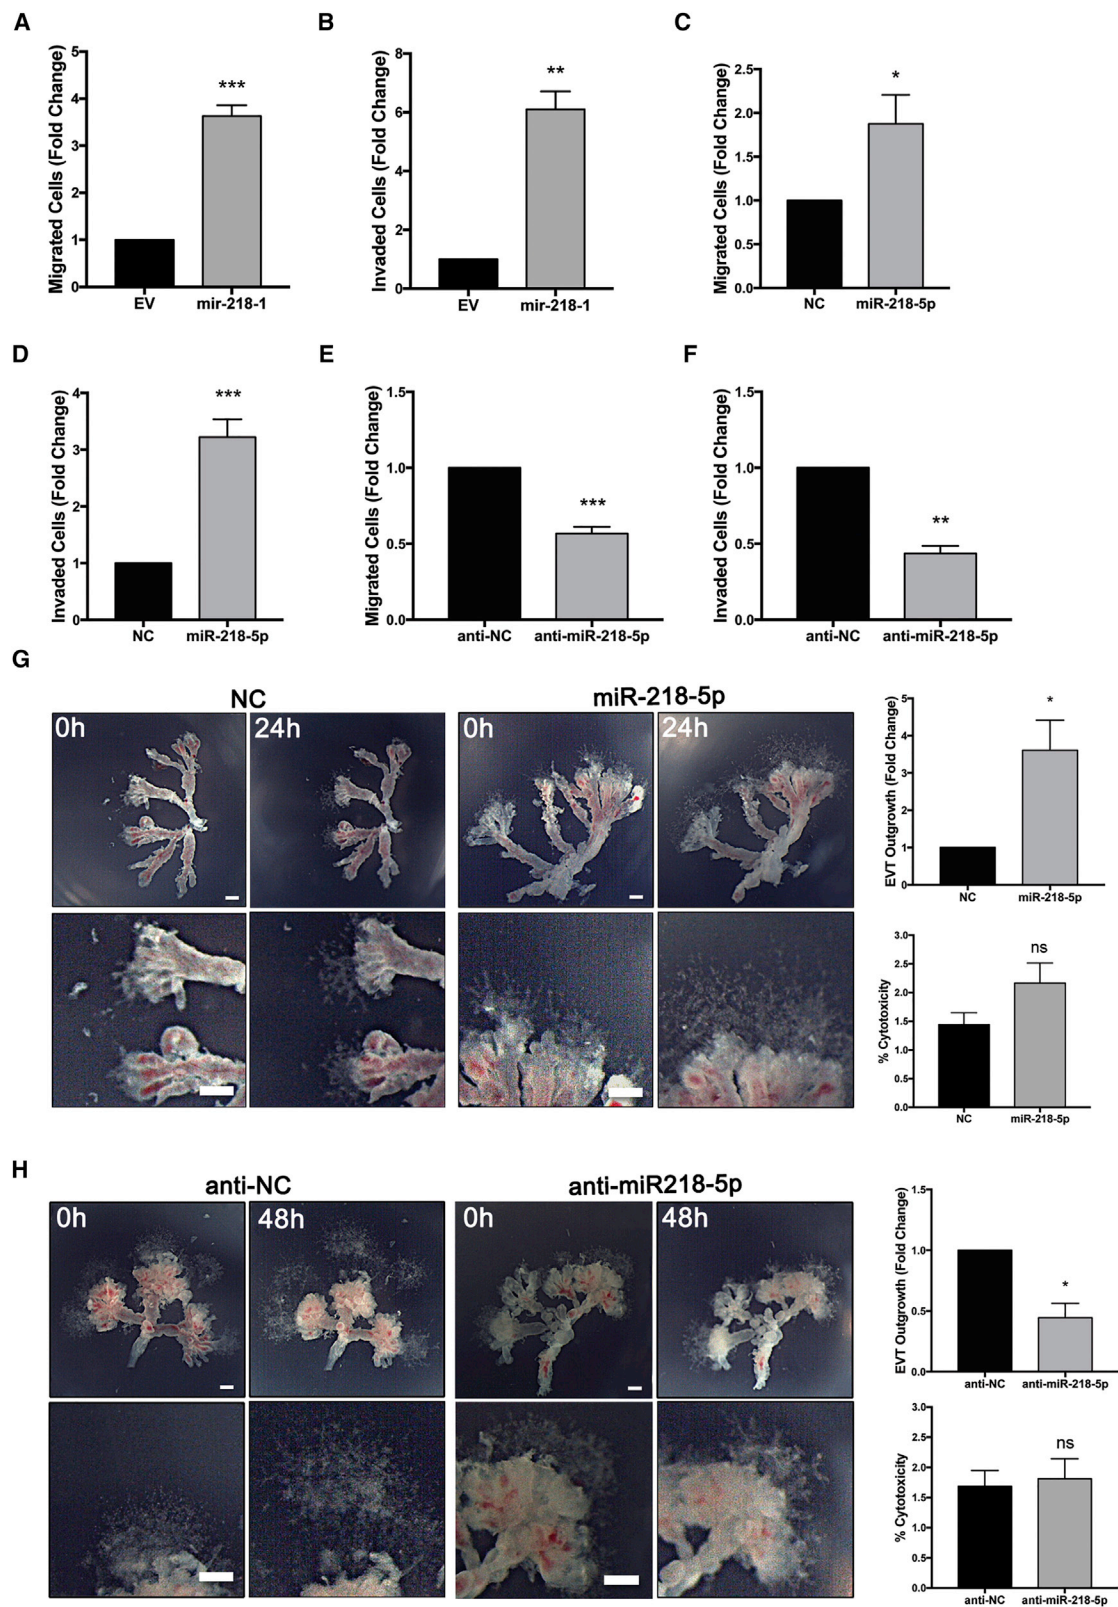 A
Migrated Cells (Fold Change)
5
4
3
2
1
0
***
EV
mir-218-1
B
Invaded Cells (Fold Change)
8
6
4
2
0
**
EV
mir-218-1
C
Migrated Cells (Fold Change)
2.5
2.0
1.5
1.0
0.5
0.0
*
NC
miR-218-5p
D
Invaded Cells (Fold Change)
4
3
2
1
0
***
NC
miR-218-5p
E
Migrated Cells (Fold Change)
1.5
1.0
0.5
0.0
***
anti-NC
anti-miR-218-5p
F
Invaded Cells (Fold Change)
1.5
1.0
0.5
0.0
**
anti-NC
anti-miR-218-5p
G
NC
miR-218-5p
0h
24h
0h
24h
EVT Outgrowth (Fold Change)
5
4
3
2
1
0
*
NC
miR-218-5p
% Cytotoxicity
3.0
2.5
2.0
1.5
1.0
0.5
0.0
ns
NC
miR-218-5p
H
anti-NC
anti-miR218-5p
0h
48h
0h
48h
EVT Outgrowth (Fold Change)
1.5
1.0
0.5
0.0
*
anti-NC
anti-miR-218-5p
% Cytotoxicity
3.0
2.5
2.0
1.5
1.0
0.5
0.0
ns
anti-NC
anti-miR-218-5p